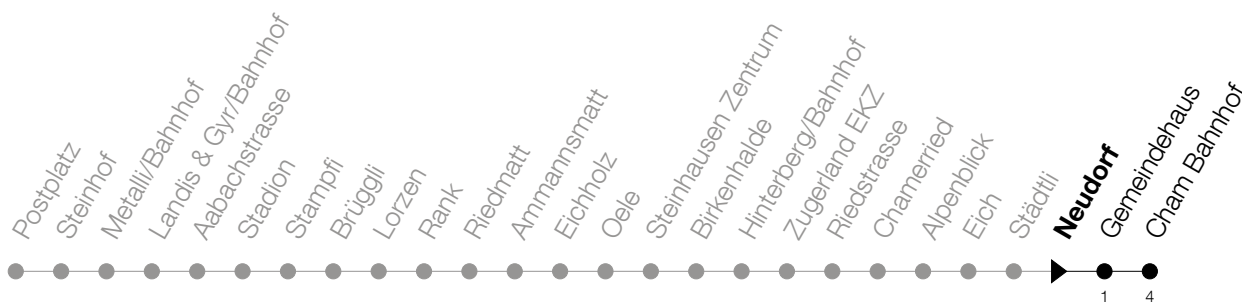 Postplatz
Steinhof
Metalli/Bahnhof
Landis & Gyr/Bahnhof
Aabachstrasse
Stadion
Stampfi
Brüggli
Lorzen
Rank
Riedmatt
Ammannsmatt
Eichholz
Oele
Steinhausen Zentrum
Birkenhalde
Hinterberg/Bahnhof
Zugerland EKZ
Riedstrasse
Chamerried
Alpenblick
Eich
Städtli
Neudorf
Gemeindehaus
Cham Bahnhof
1 4